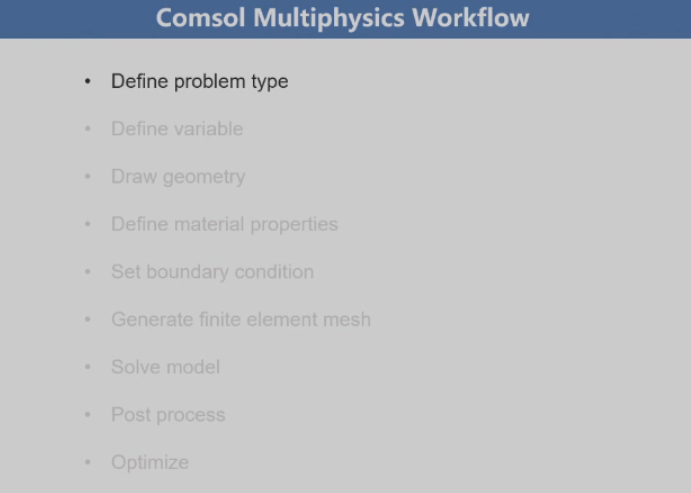 Comsol Multiphysics Workflow
• Define problem type
• Define variable
• Draw geometry
• Define material properties
• Set boundary condition
• Generate finite element mesh
• Solve model
• Post process
• Optimize